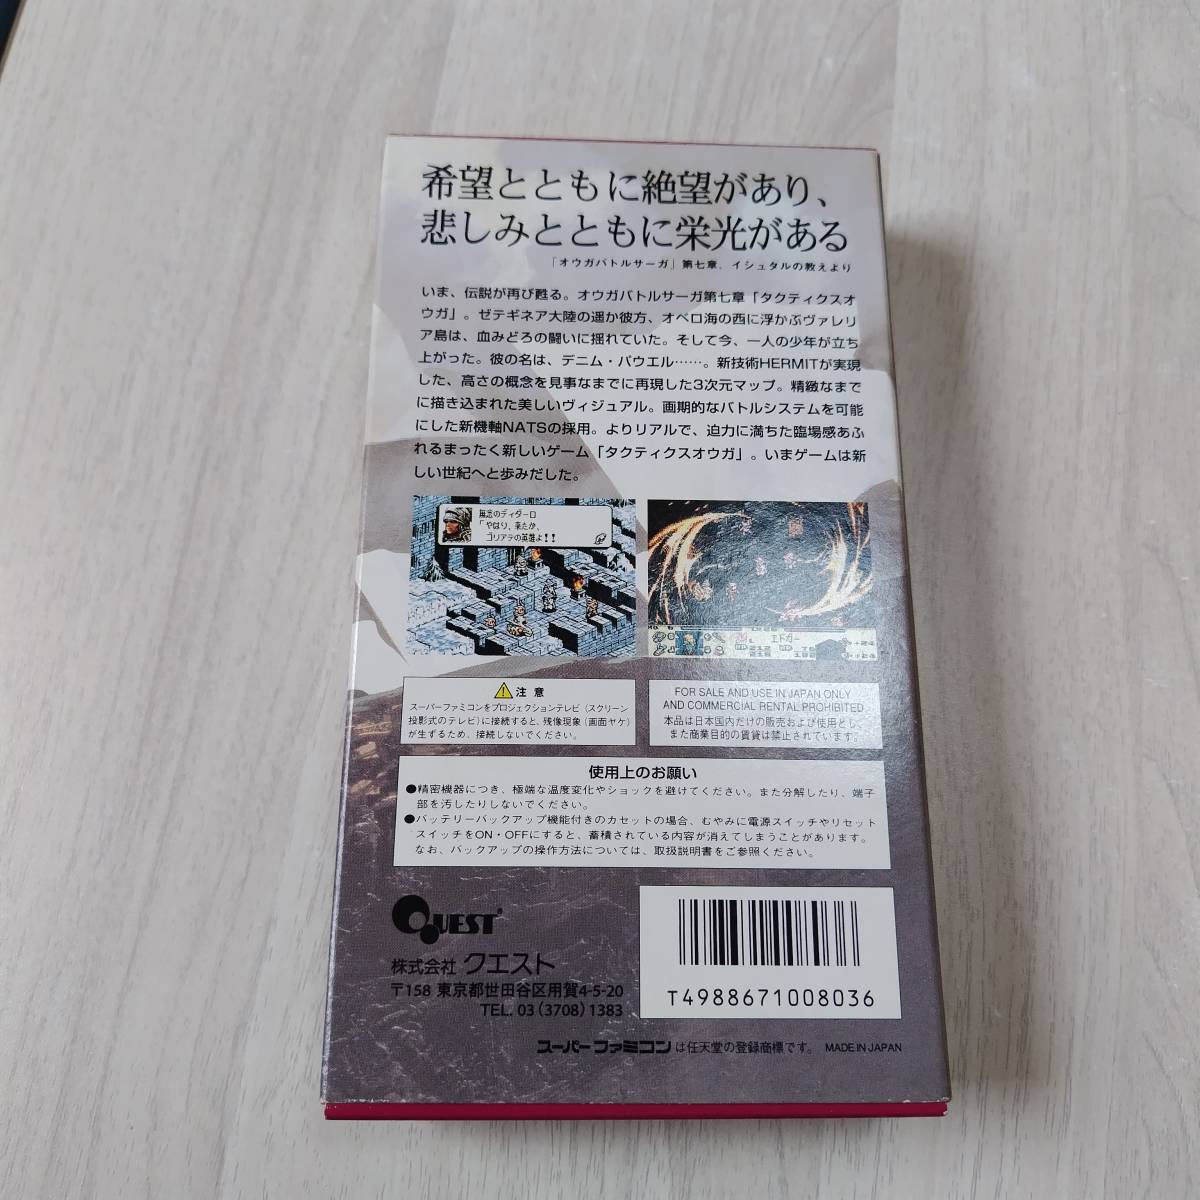 希望とともに絶望があり、
悲しみとともに栄光がある
「オウガバトルサーガ」第七章、イシュタルの教えより
いま、伝説が再び甦る。オウガバトルサーガ第七章「タクティクスオ
ウガ」。ゼテギネア大陸の遥か彼方、オベロ海の西に浮かぶヴァレリ
ア島は、血みどろの闘いに揺れていた。そして今、一人の少年が立ち
上がった。彼の名は、デニム・パウエル……。新技術HERMITが実現
した、高さの概念を見事なまでに再現した3次元マップ。精緻なまで
に描き込まれた美しいヴィジュアル。画期的なバトルシステムを可能
にした新機軸NATSの採用。よりリアルで、迫力に満ちた臨場感あふ
れるまったく新しいゲーム「タクティクスオウガ」。いまゲームは新
しい世紀へと歩みだした。
無念のディダーロ
「やはり、来たか、
ゴリアテの英雄よ!!
エドガー
注意
スーパーファミコンをプロジェクションテレビ(スクリーン
投影式のテレビ)に接続すると、残像現象(画面ヤケ)
が生ずるため、接続しないでください。
FOR SALE AND USE IN JAPAN ONLY
AND COMMERCIAL RENTAL PROHIBITED
本品は日本国内だけの販売および使用とし、
また商業目的の賃貸は禁止されています。
使用上のお願い
●精密機器につき、極端な温度変化やショックを避けてください。また分解したり、端子
部を汚したりしないでください。
●バッテリーバックアップ機能付きのカセットの場合、むやみに電源スイッチやリセット
スイッチをON・OFFにすると、蓄積されている内容が消えてしまうことがあります。
なお、バックアップの操作方法については、取扱説明書をご参照ください。
QUEST
株式会社 クエスト
〒158 東京都世田谷区用賀4-5-20
TEL. 03(3708)1383
T4988671008036
スーパーファミコンは任天堂の登録商標です。 MADE IN JAPAN